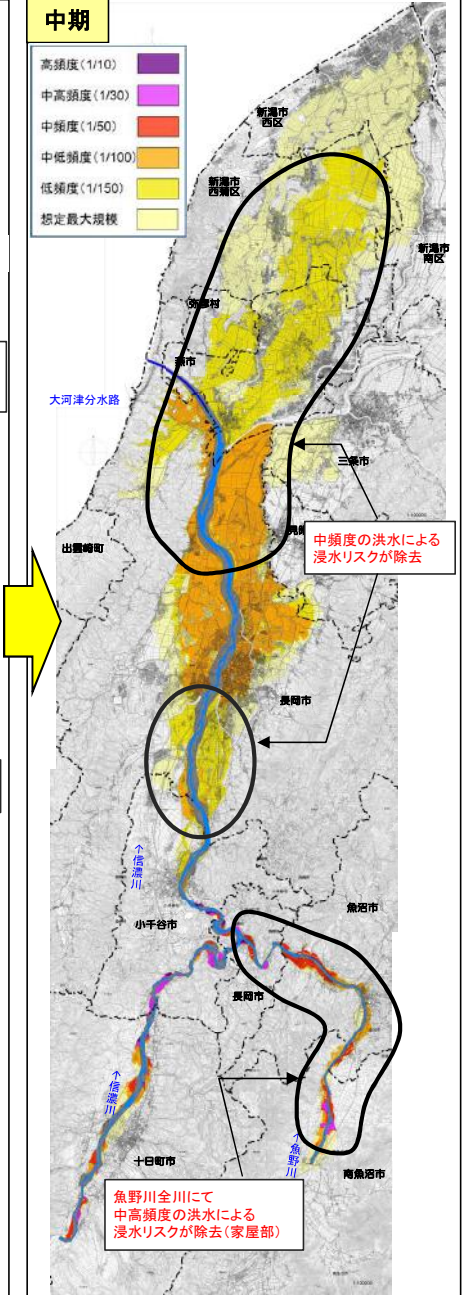 中期
高頻度(1/10)
中高頻度(1/30)
中頻度(1/50)
中低頻度(1/100)
低頻度(1/150)
想定最大規模
新潟市
西区
新潟市
西蒲区
新潟市
南区
弥彦村
燕市
大河津分水路
三条市
出雲崎町
中頻度の洪水による
浸水リスクが除去
長岡市
↑信濃川
魚沼市
小千谷市
長岡市
↑信濃川
↑魚野川
十日町市
南魚沼市
魚野川全川にて
中高頻度の洪水による
浸水リスクが除去(家屋部)